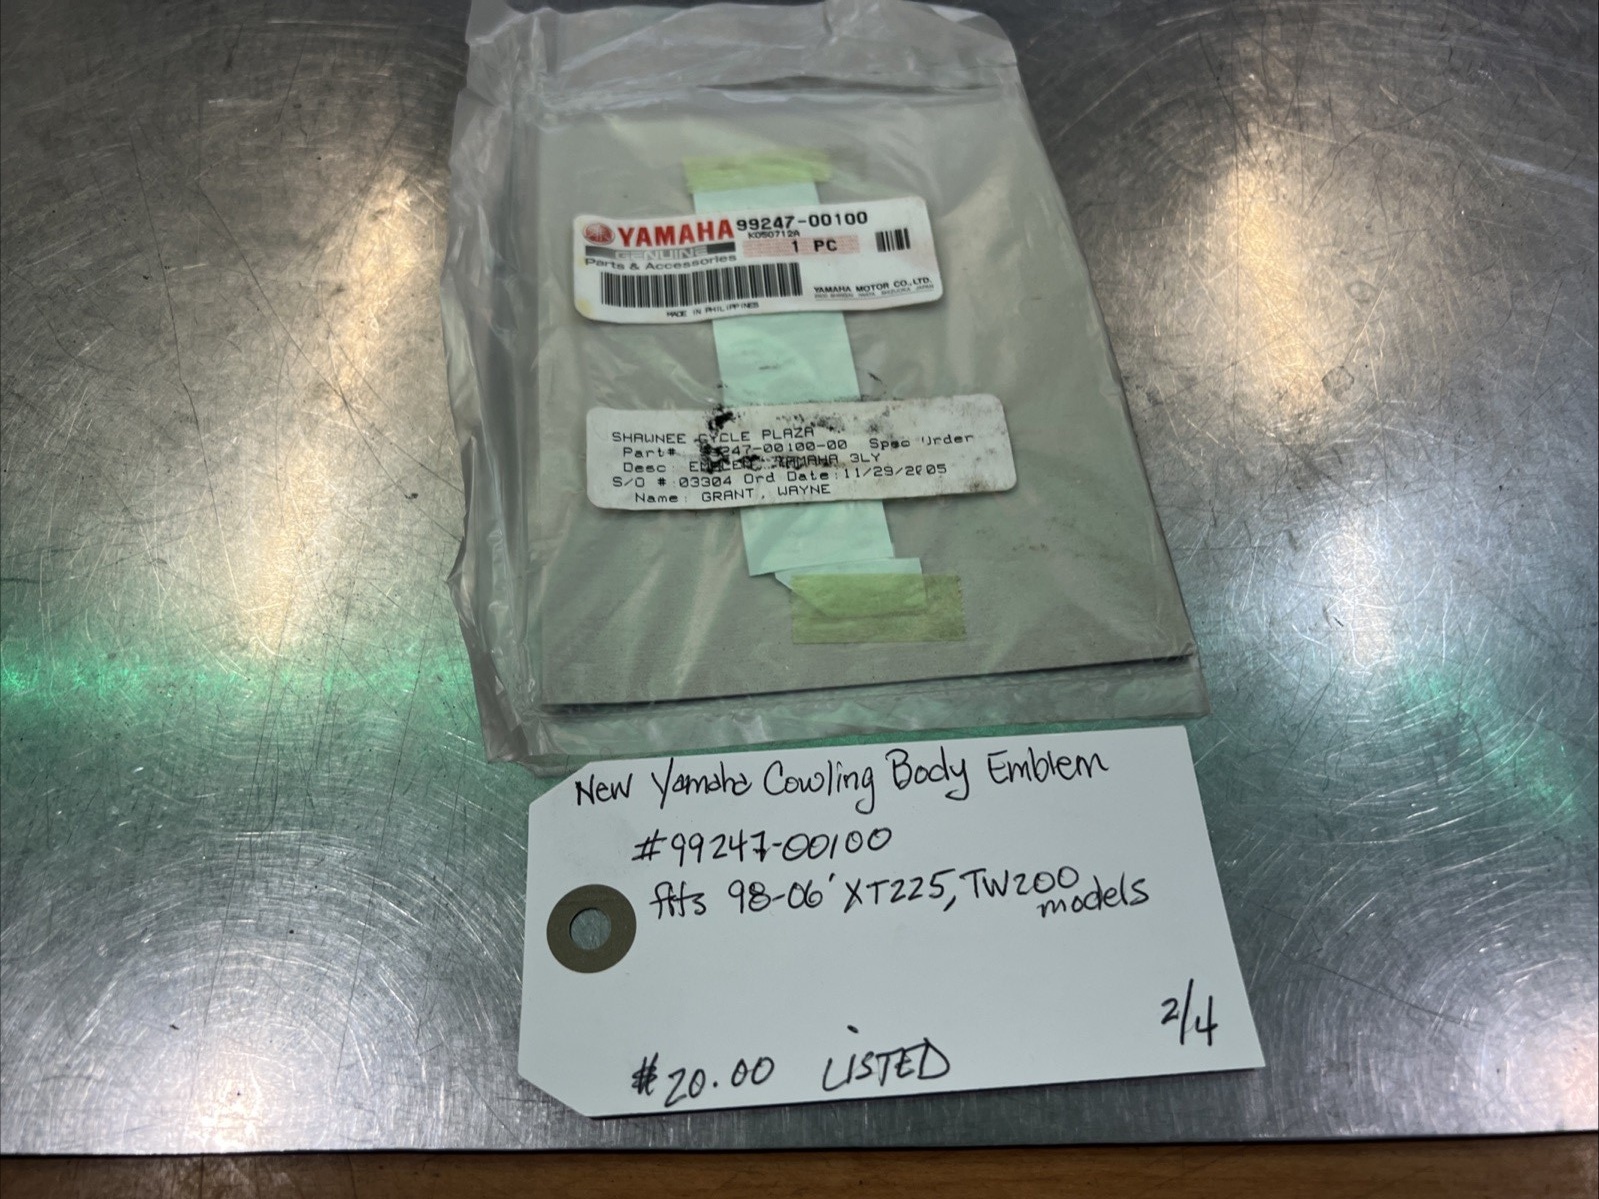 YAMAHA 99247-00100
K050712A
GENUINE 1 PC
Parts & Accessories
YAMAHA MOTOR CO., LTD.
MADE IN PHILIPPINES
SHAWNEE CYCLE PLAZA
Part# 99247-00100-00 Spec Order
Desc: EMBLEM, YAMAHA 3LY
S/O #:03304 Ord Date:11/29/2005
Name: GRANT, WAYNE
New Yamaha Cowling Body Emblem
#99247-00100
fits 98-06' XT225, TW200
models
2/4
$20.00 LISTED